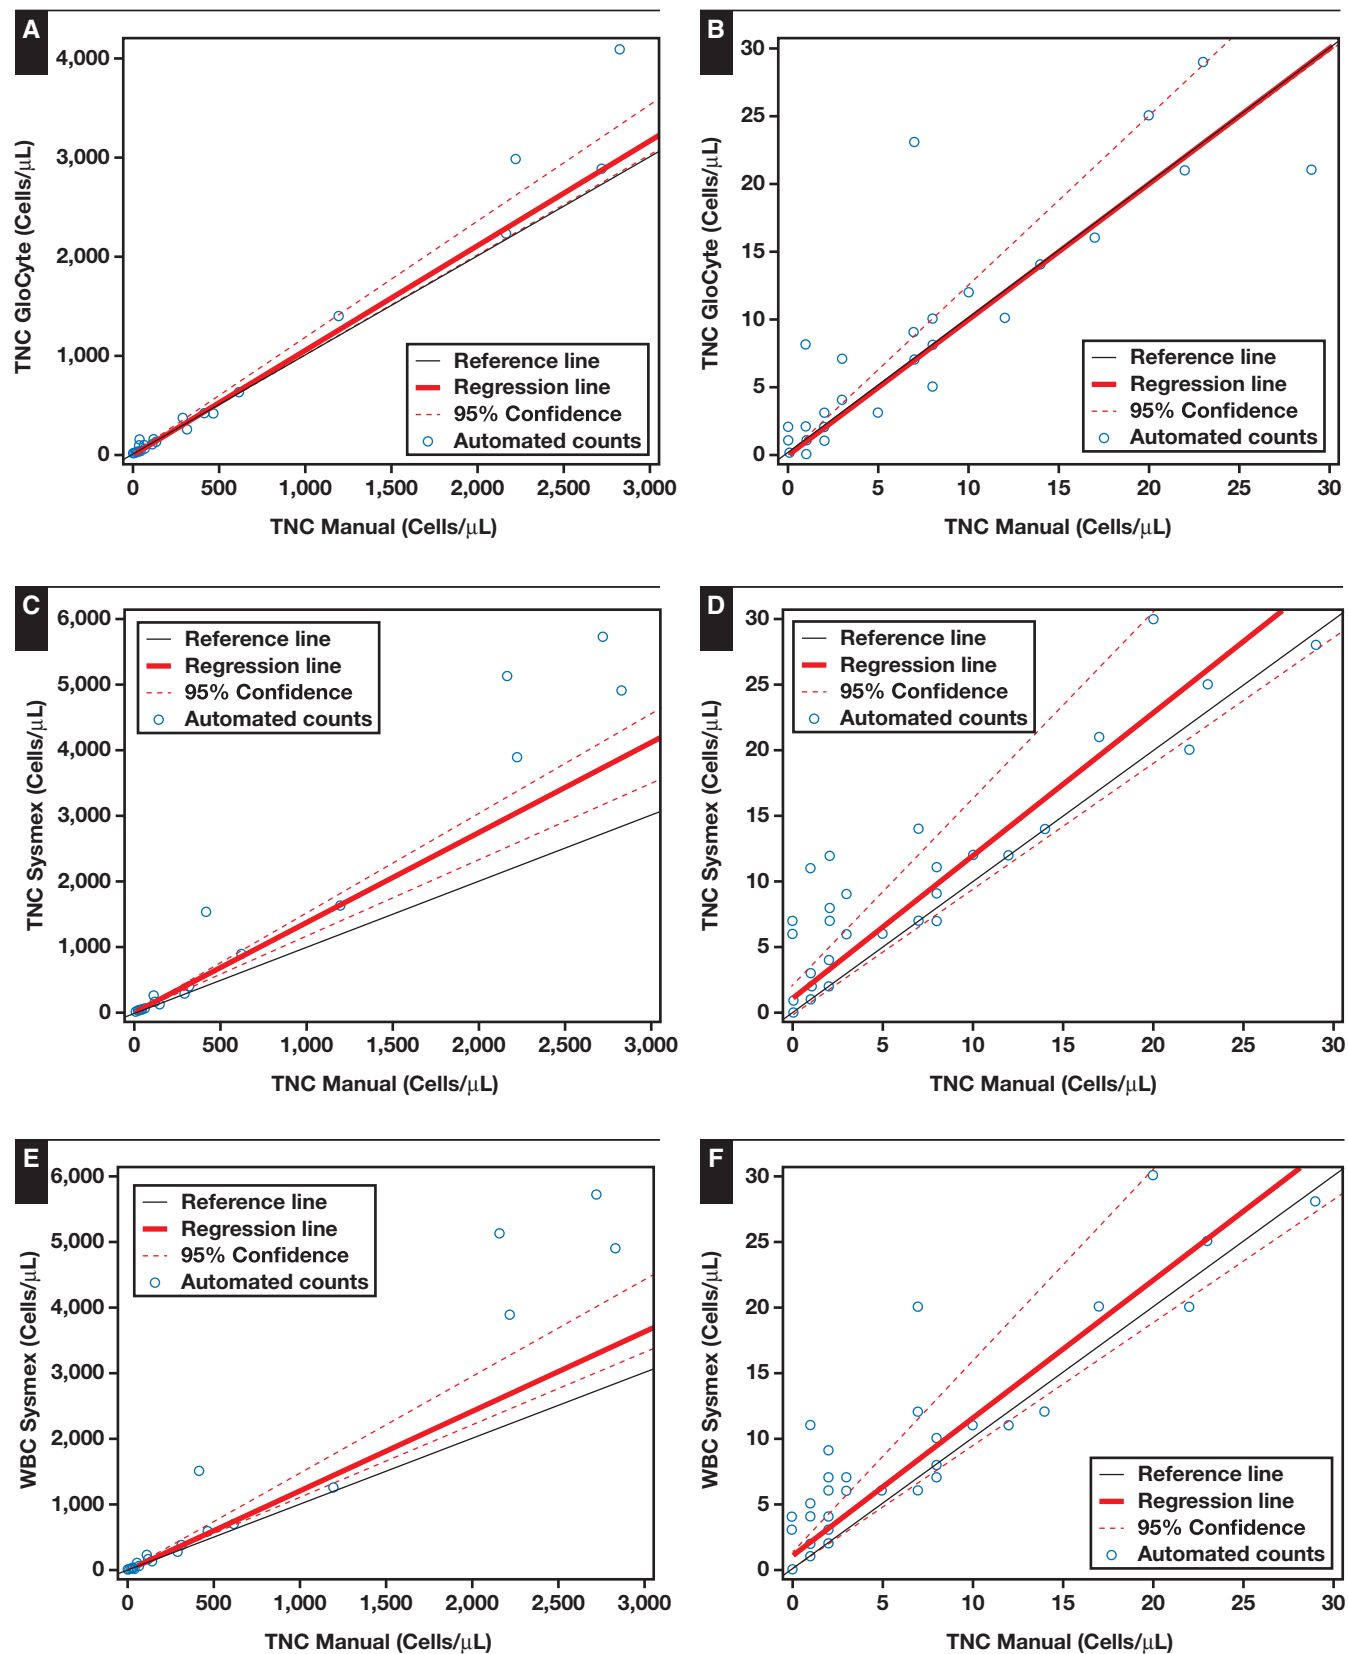 A
TNC GloCyte (Cells/μL)
4,000
3,000
2,000
1,000
0
Reference line
Regression line
95% Confidence
Automated counts
0 500 1,000 1,500 2,000 2,500 3,000
TNC Manual (Cells/μL)
B
TNC GloCyte (Cells/μL)
30
25
20
15
10
5
0
Reference line
Regression line
95% Confidence
Automated counts
0 5 10 15 20 25 30
TNC Manual (Cells/μL)
C
TNC Sysmex (Cells/μL)
6,000
5,000
4,000
3,000
2,000
1,000
0
Reference line
Regression line
95% Confidence
Automated counts
0 500 1,000 1,500 2,000 2,500 3,000
TNC Manual (Cells/μL)
D
TNC Sysmex (Cells/μL)
30
25
20
15
10
5
0
Reference line
Regression line
95% Confidence
Automated counts
0 5 10 15 20 25 30
TNC Manual (Cells/μL)
E
WBC Sysmex (Cells/μL)
6,000
5,000
4,000
3,000
2,000
1,000
0
Reference line
Regression line
95% Confidence
Automated counts
0 500 1,000 1,500 2,000 2,500 3,000
TNC Manual (Cells/μL)
F
WBC Sysmex (Cells/μL)
30
25
20
15
10
5
0
Reference line
Regression line
95% Confidence
Automated counts
0 5 10 15 20 25 30
TNC Manual (Cells/μL)